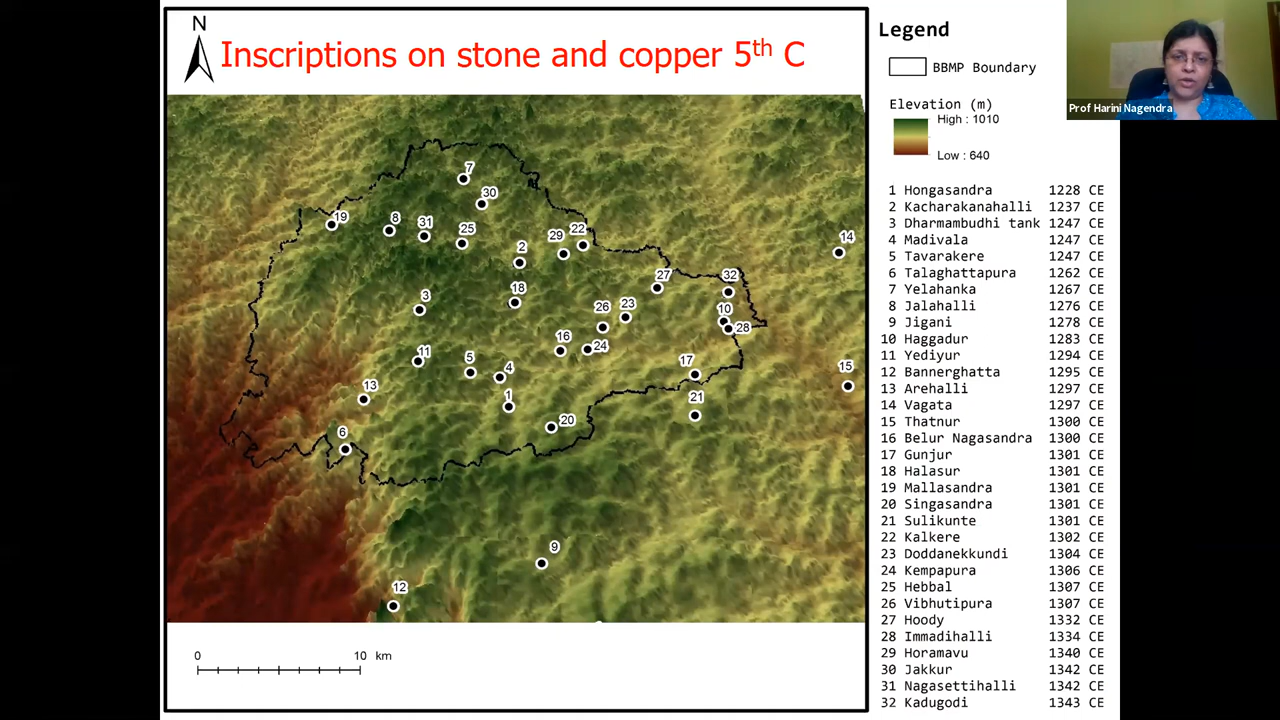 N
Inscriptions on stone and copper 5th C
7
30
19
8
31
25
29
22
2
14
27
32
3
18
26
23
10
28
16
24
11
5
4
17
15
13
1
21
20
6
9
12
0 10 km
Legend
BBMP Boundary
Elevation (m)
High : 1010
Low : 640
1 Hongasandra 1228 CE
2 Kacharakanahalli 1237 CE
3 Dharmambudhi tank 1247 CE
4 Madivala 1247 CE
5 Tavarakere 1247 CE
6 Talaghattapura 1262 CE
7 Yelahanka 1267 CE
8 Jalahalli 1276 CE
9 Jigani 1278 CE
10 Haggadur 1283 CE
11 Yediyur 1294 CE
12 Bannerghatta 1295 CE
13 Arehalli 1297 CE
14 Vagata 1297 CE
15 Thatnur 1300 CE
16 Belur Nagasandra 1300 CE
17 Gunjur 1301 CE
18 Halasur 1301 CE
19 Mallasandra 1301 CE
20 Singasandra 1301 CE
21 Sulikunte 1301 CE
22 Kalkere 1302 CE
23 Doddanekkundi 1304 CE
24 Kempapura 1306 CE
25 Hebbal 1307 CE
26 Vibhutipura 1307 CE
27 Hoody 1332 CE
28 Immadihalli 1334 CE
29 Horamavu 1340 CE
30 Jakkur 1342 CE
31 Nagasettihalli 1342 CE
32 Kadugodi 1343 CE
Prof Harini Nagendra